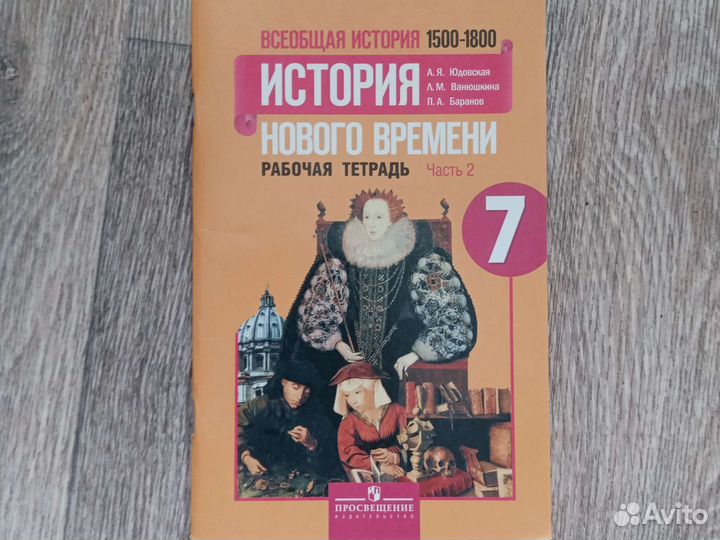 ВСЕОБЩАЯ ИСТОРИЯ 1500-1800
ИСТОРИЯ
А. Я. Юдовская
Л. М. Ванюшкина
П. А. Баранов
НОВОГО ВРЕМЕНИ
РАБОЧАЯ ТЕТРАДЬ Часть 2
7
ПРОСВЕЩЕНИЕ
ИЗДАТЕЛЬСТВО
Avito